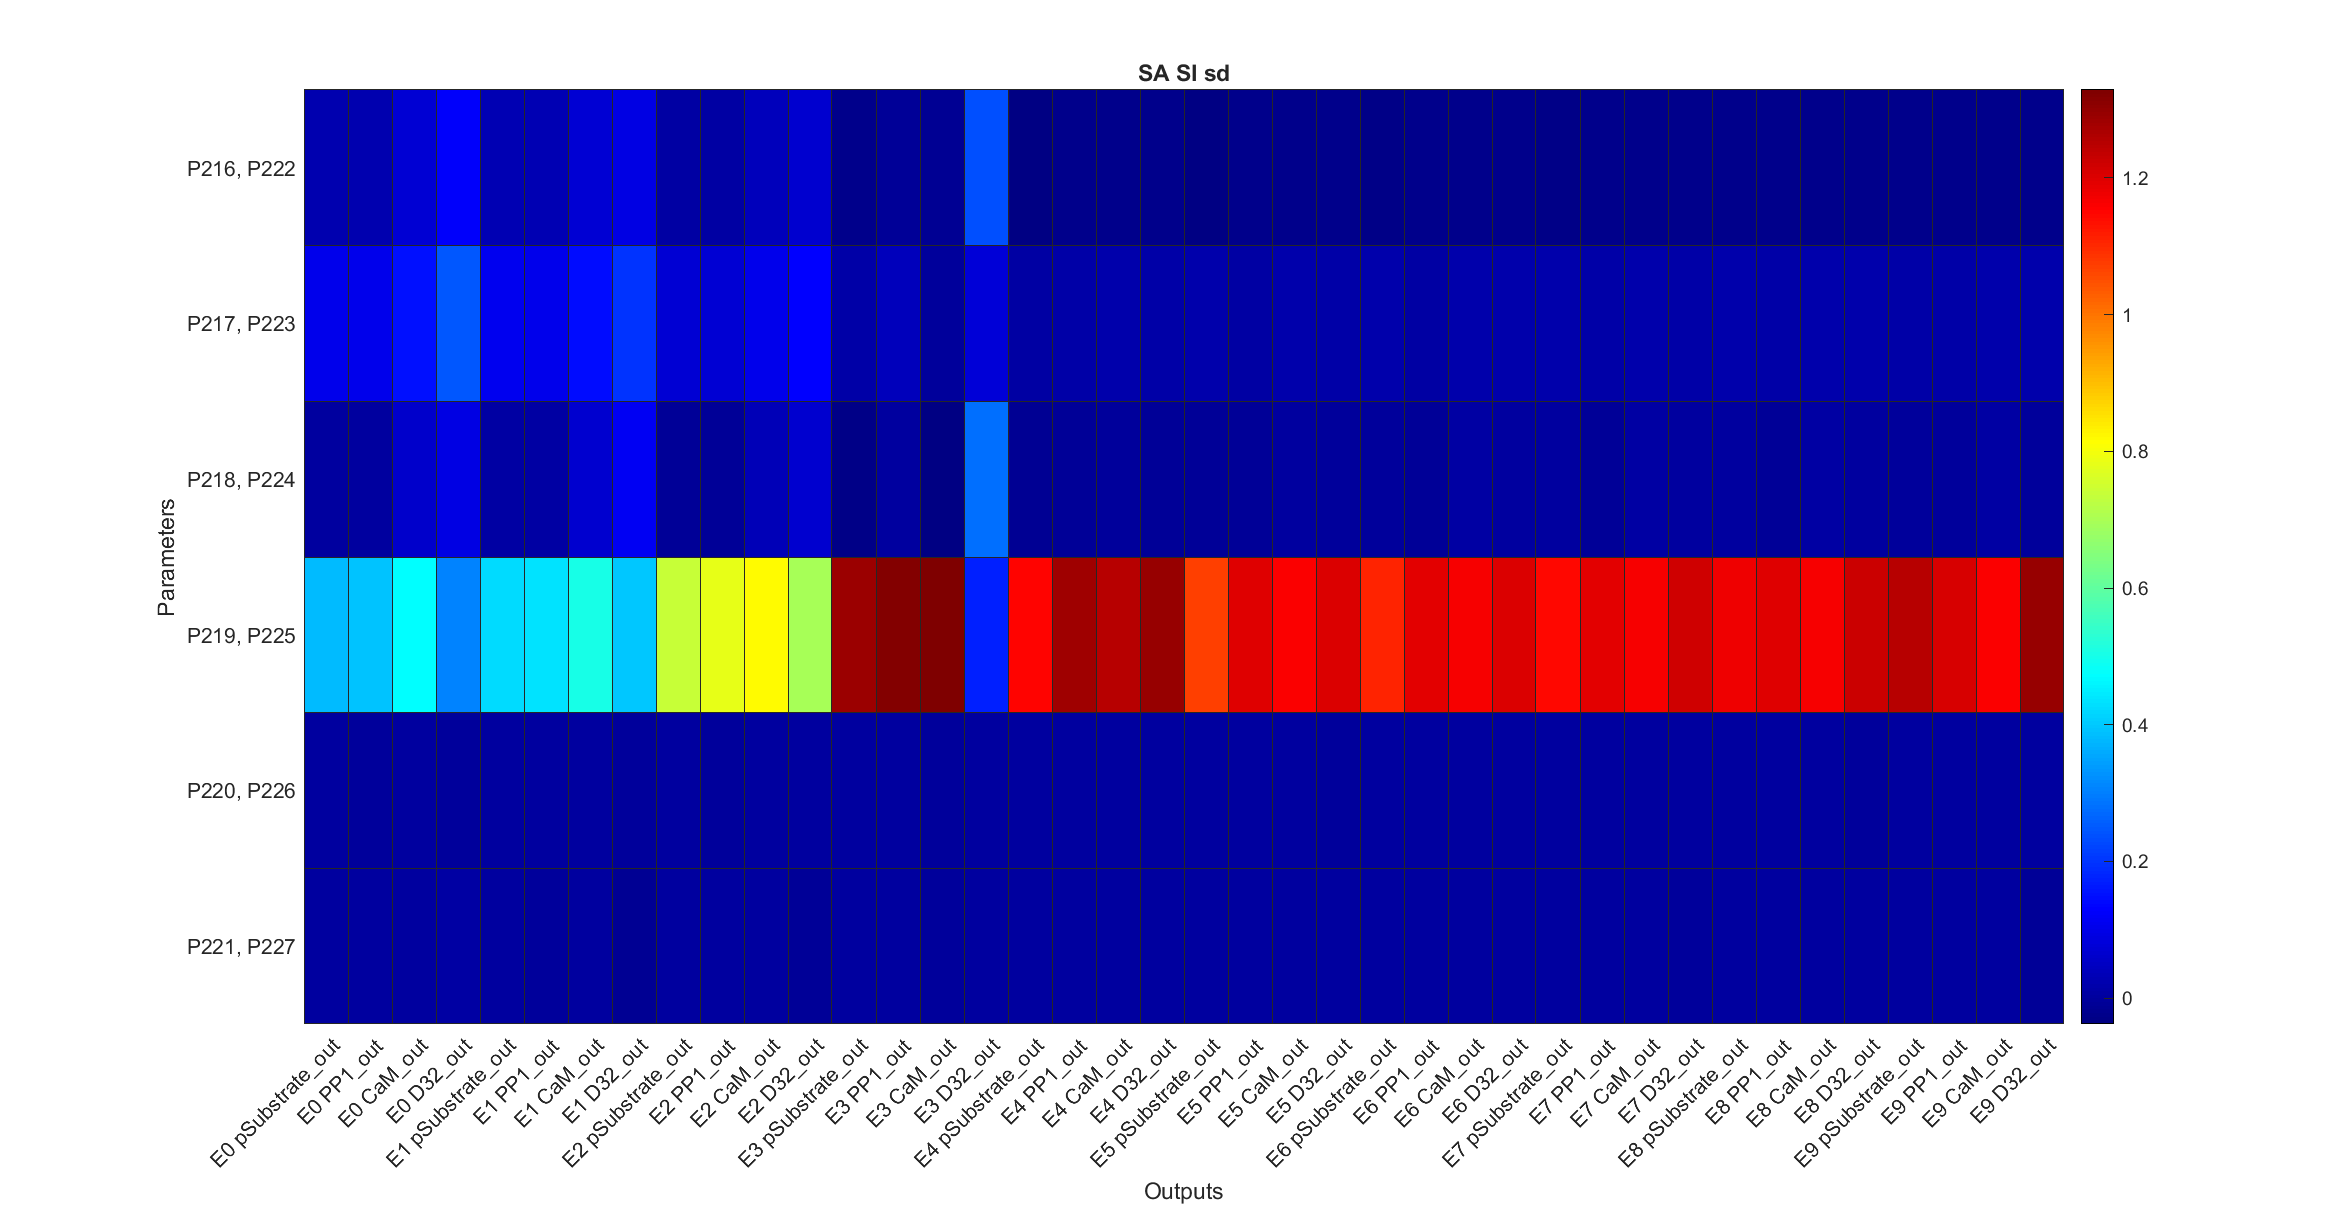 SA SI sd
P216, P222
P217, P223
P218, P224
P219, P225
P220, P226
P221, P227
Parameters
1.2
1
0.8
0.6
0.4
0.2
0
E0 pSubstrate_out
E0 PP1_out
E0 CaM_out
E0 D32_out
E1 pSubstrate_out
E1 PP1_out
E1 CaM_out
E1 D32_out
E2 pSubstrate_out
E2 PP1_out
E2 CaM_out
E2 D32_out
E3 pSubstrate_out
E3 PP1_out
E3 CaM_out
E3 D32_out
E4 pSubstrate_out
E4 PP1_out
E4 CaM_out
E4 D32_out
E5 pSubstrate_out
E5 PP1_out
E5 CaM_out
E5 D32_out
E6 pSubstrate_out
E6 PP1_out
E6 CaM_out
E6 D32_out
E7 pSubstrate_out
E7 PP1_out
E7 CaM_out
E7 D32_out
E8 pSubstrate_out
E8 PP1_out
E8 CaM_out
E8 D32_out
E9 pSubstrate_out
E9 PP1_out
E9 CaM_out
E9 D32_out
Outputs